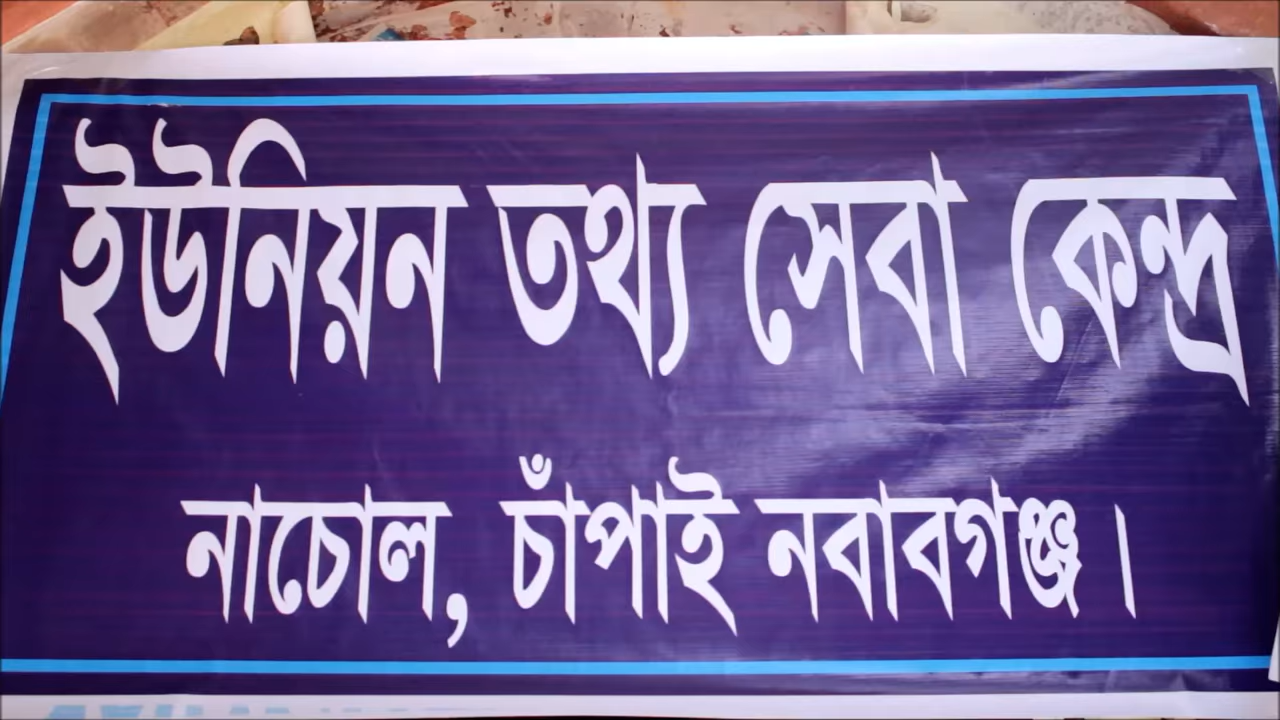 ইউনিয়ন তথ্য সেবা কেন্দ্র
নাচোল, চাঁপাই নবাবগঞ্জ।